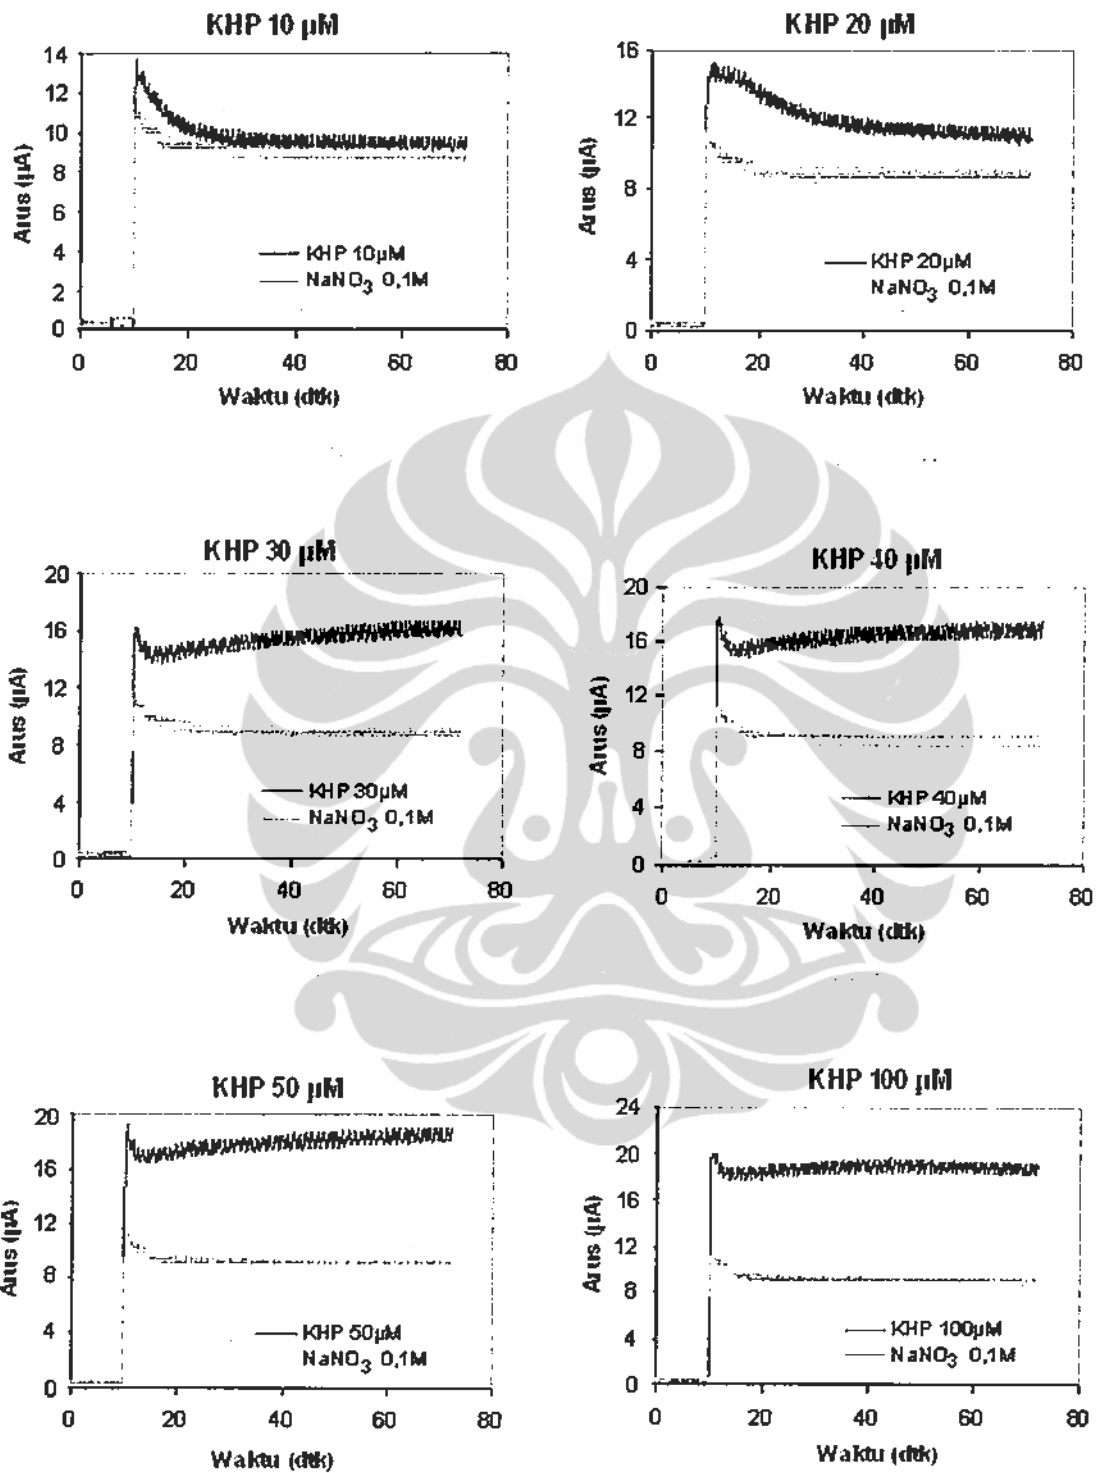 KHP 10 µM
Arus (µA)
14
12
10
8
6
4
2
0
KHP 10µM
NaNO3 0,1M
0 20 40 60 80
Waktu (dtk)
KHP 20 µM
Arus (µA)
16
12
8
4
0
KHP 20µM
NaNO3 0,1M
0 20 40 60 80
Waktu (dtk)
KHP 30 µM
Arus (µA)
20
16
12
8
4
0
KHP 30µM
NaNO3 0,1M
0 20 40 60 80
Waktu (dtk)
KHP 40 µM
Arus (µA)
20
16
12
8
4
0
KHP 40µM
NaNO3 0,1M
0 20 40 60 80
Waktu (dtk)
KHP 50 µM
Arus (µA)
20
16
12
8
4
0
KHP 50µM
NaNO3 0,1M
0 20 40 60 80
Waktu (dtk)
KHP 100 µM
Arus (µA)
24
20
16
12
8
4
0
KHP 100µM
NaNO3 0,1M
0 20 40 60 80
Waktu (dtk)